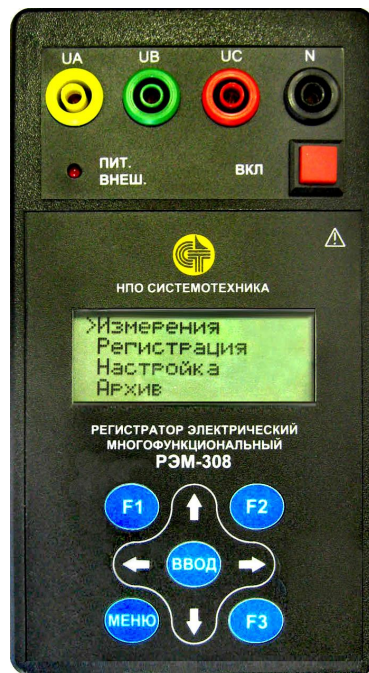 UA UB UC N
ПИТ.
ВНЕШ.
ВКЛ
СТ
НПО СИСТЕМОТЕХНИКА
>Измерения
Регистрация
Настройка
Архив
РЕГИСТРАТОР ЭЛЕКТРИЧЕСКИЙ
МНОГОФУНКЦИОНАЛЬНЫЙ
РЭМ-308
F1 F2
ВВОД
МЕНЮ F3